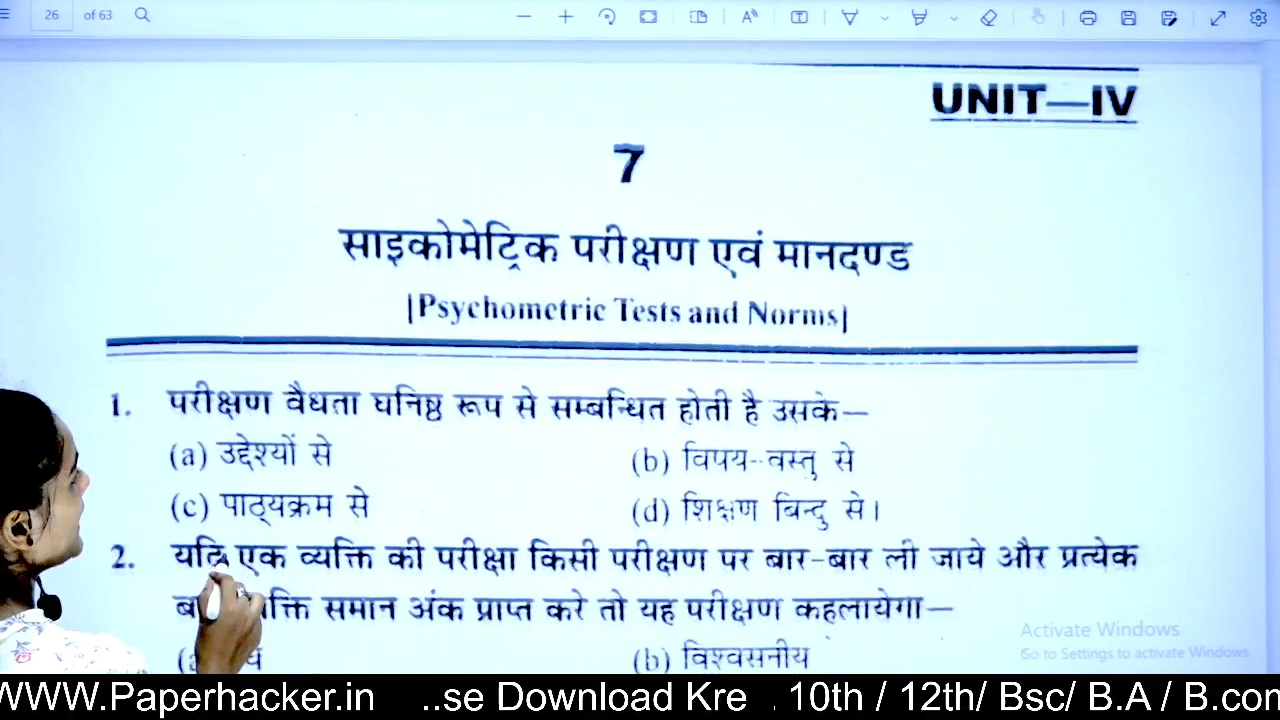 26 of 63
UNIT—IV
7
साइकोमेट्रिक परीक्षण एवं मानदण्ड
[Psychometric Tests and Norms]
1. परीक्षण वैधता घनिष्ठ रूप से सम्बन्धित होती है उसके—
(a) उद्देश्यों से (b) विषय-वस्तु से
(c) पाठ्यक्रम से (d) शिक्षण बिन्दु से।
2. यदि एक व्यक्ति की परीक्षा किसी परीक्षण पर बार-बार ली जाये और प्रत्येक
समान अंक प्राप्त करे तो यह परीक्षण कहलायेगा—
(b) विश्वसनीय
Activate Windows
Go to Settings to activate Windows.
WWW.Paperhacker.in ..se Download Kre . 10th / 12th/ Bsc/ B.A / B.com